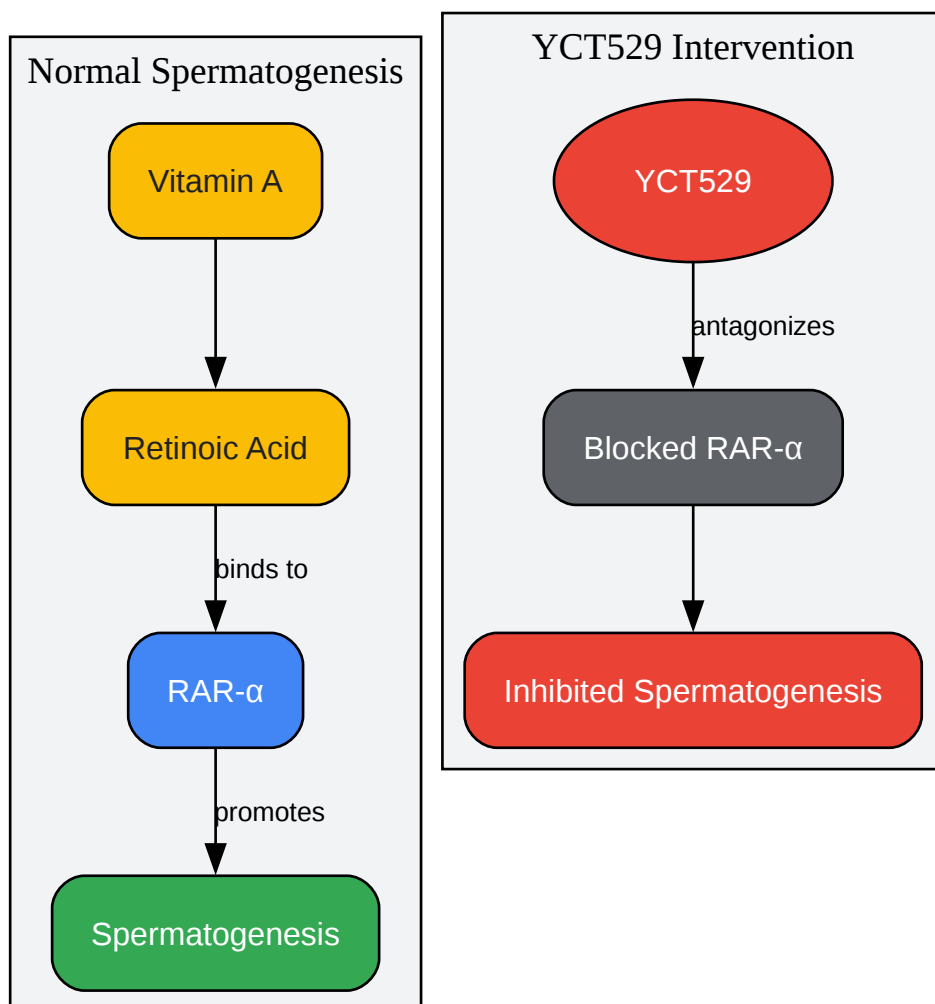 Normal Spermatogenesis
Vitamin A
Retinoic Acid
binds to
RAR-α
promotes
Spermatogenesis
YCT529 Intervention
YCT529
antagonizes
Blocked RAR-α
Inhibited Spermatogenesis